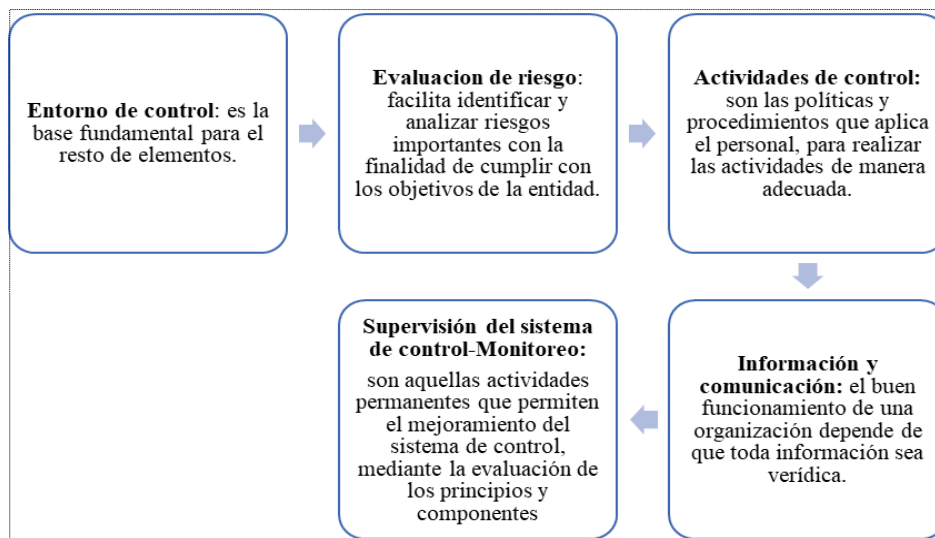 Entorno de control: es la
base fundamental para el
resto de elementos.
Evaluacion de riesgo:
facilita identificar y
analizar riesgos
importantes con la
finalidad de cumplir con
los objetivos de la entidad.
Actividades de control:
son las políticas y
procedimientos que aplica
el personal, para realizar
las actividades de manera
adecuada.
Información y
comunicación: el buen
funcionamiento de una
organización depende de
que toda información sea
verídica.
Supervisión del sistema
de control-Monitoreo:
son aquellas actividades
permanentes que permiten
el mejoramiento del
sistema de control,
mediante la evaluación de
los principios y
componentes